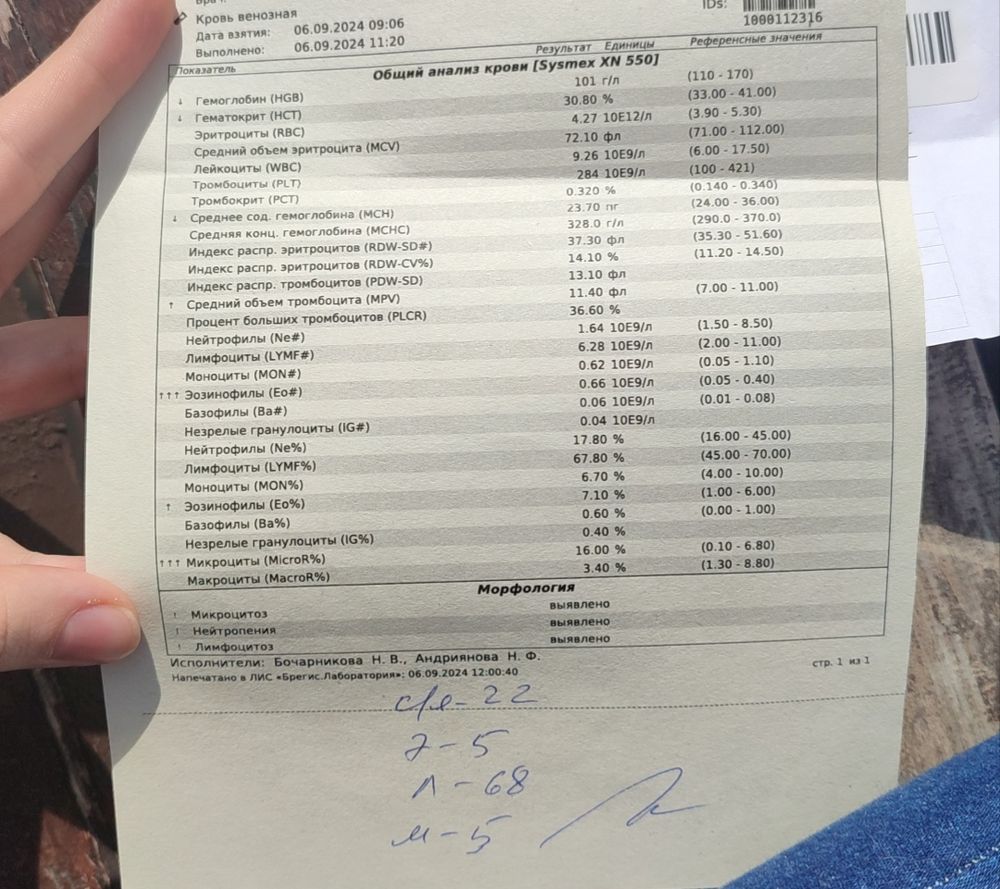 Кровь венозная
IDs:
Дата взятия: 06.09.2024 09:06
1000112316
Выполнено: 06.09.2024 11:20
Показатель Результат Единицы Референсные значения
Общий анализ крови [Sysmex XN 550]
↓ Гемоглобин (HGB) 101 г/л (110 - 170)
↓ Гематокрит (HCT) 30.80 % (33.00 - 41.00)
Эритроциты (RBC) 4.27 10E12/л (3.90 - 5.30)
Средний объем эритроцита (MCV) 72.10 фл (71.00 - 112.00)
Лейкоциты (WBC) 9.26 10E9/л (6.00 - 17.50)
Тромбоциты (PLT) 284 10E9/л (100 - 421)
Тромбокрит (PCT) 0.320 % (0.140 - 0.340)
↓ Среднее сод. гемоглобина (MCH) 23.70 пг (24.00 - 36.00)
Средняя конц. гемоглобина (MCHC) 328.0 г/л (290.0 - 370.0)
Индекс распр. эритроцитов (RDW-SD#) 37.30 фл (35.30 - 51.60)
Индекс распр. эритроцитов (RDW-CV%) 14.10 % (11.20 - 14.50)
Индекс распр. тромбоцитов (PDW-SD) 13.10 фл
↑ Средний объем тромбоцита (MPV) 11.40 фл (7.00 - 11.00)
Процент больших тромбоцитов (PLCR) 36.60 %
Нейтрофилы (Ne#) 1.64 10E9/л (1.50 - 8.50)
Лимфоциты (LYMF#) 6.28 10E9/л (2.00 - 11.00)
Моноциты (MON#) 0.62 10E9/л (0.05 - 1.10)
↑↑↑ Эозинофилы (Eo#) 0.66 10E9/л (0.05 - 0.40)
Базофилы (Ba#) 0.06 10E9/л (0.01 - 0.08)
Незрелые гранулоциты (IG#) 0.04 10E9/л
Нейтрофилы (Ne%) 17.80 % (16.00 - 45.00)
Лимфоциты (LYMF%) 67.80 % (45.00 - 70.00)
Моноциты (MON%) 6.70 % (4.00 - 10.00)
↑ Эозинофилы (Eo%) 7.10 % (1.00 - 6.00)
Базофилы (Ba%) 0.60 % (0.00 - 1.00)
Незрелые гранулоциты (IG%) 0.40 %
↑↑↑ Микроциты (MicroR%) 16.00 % (0.10 - 6.80)
Макроциты (MacroR%) 3.40 % (1.30 - 8.80)
Морфология
↑ Микроцитоз выявлено
↑ Нейтропения выявлено
↑ Лимфоцитоз выявлено
Исполнители: Бочарникова Н. В., Андриянова Н. Ф.
Напечатано в ЛИС «Брегис.Лаборатория»: 06.09.2024 12:00:40
стр. 1 из 1
с/я - 22
э - 5
л - 68
м - 5